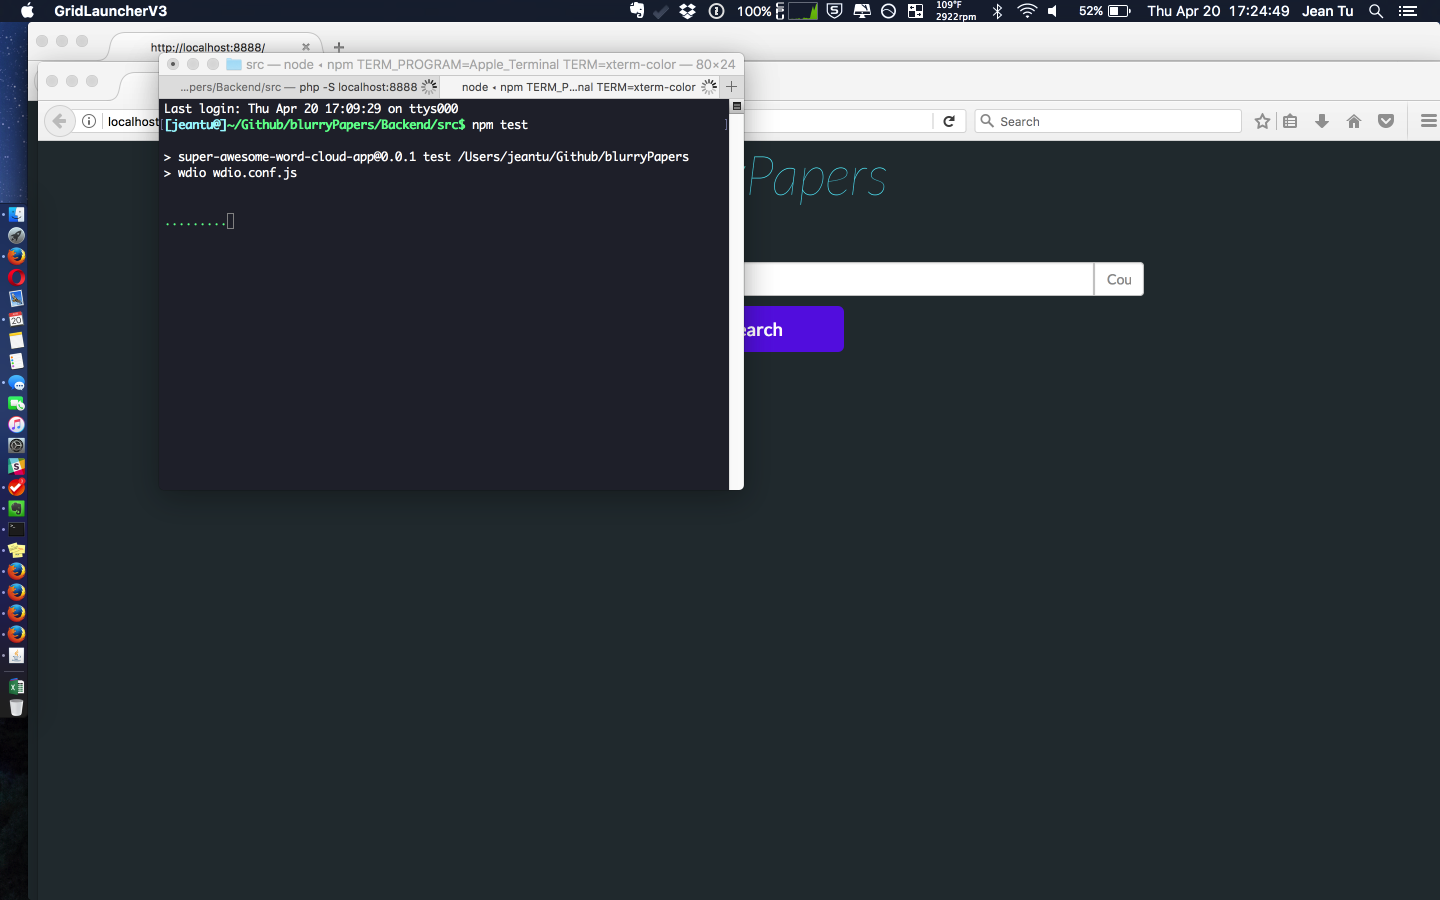 GridLauncherV3
100%
109°F
2922rpm
52%
Thu Apr 20 17:24:49
Jean Tu
http://localhost:8888/
src — node ◂ npm TERM_PROGRAM=Apple_Terminal TERM=xterm-color — 80×24
...pers/Backend/src — php -S localhost:8888
node ◂ npm TERM_P...nal TERM=xterm-color
Last login: Thu Apr 20 17:09:29 on ttys000
[jeantu@]~/Github/blurryPapers/Backend/src$ npm test
> super-awesome-word-cloud-app@0.0.1 test /Users/jeantu/Github/blurryPapers
> wdio wdio.conf.js
.........
localhost
Search
Papers
Cou
earch
20